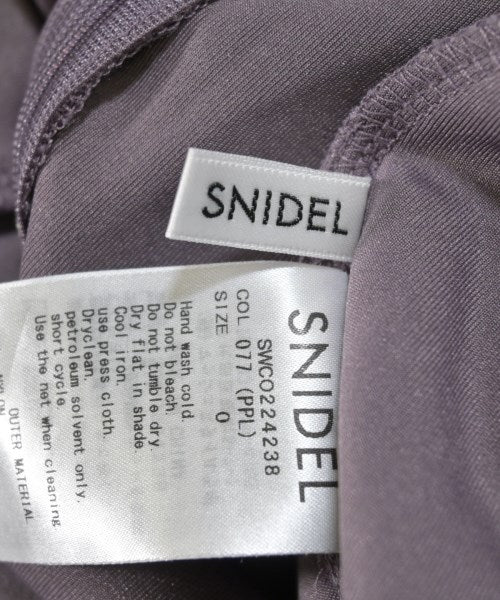 SNIDEL
SNIDEL
SWCO224238
COL 077 (PPL)
SIZE 0
Hand wash cold.
Do not bleach
Do not tumble dry
Dry flat in shade
Cool iron.
use press cloth.
Dryclean.
petroleum solvent only.
short cycle.
Use the net when cleaning
OUTER MATERIAL